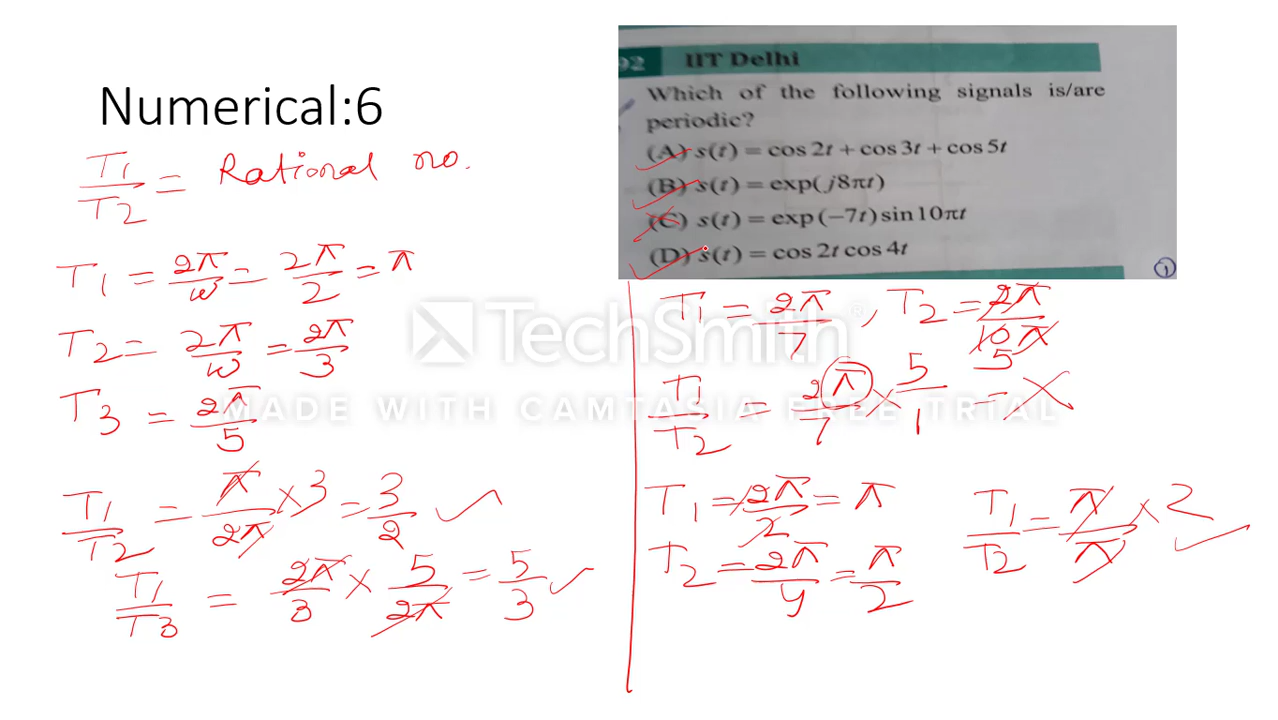 Numerical:6
T1/T2 = Rational no.
T1 = 2π/w = 2π/2 = π
T2 = 2π/w = 2π/3
T3 = 2π/5
T1/T2 = π/2π × 3 = 3/2 ✓
T1/T3 = 2π/3 × 5/2π = 5/3 ✓
92 IIT Delhi
Which of the following signals is/are
periodic?
(A) s(t) = cos 2t + cos 3t + cos 5t
(B) s(t) = exp(j8πt)
(C) s(t) = exp(−7t) sin 10πt
(D) s(t) = cos 2t cos 4t
1
T1 = 2π/7 , T2 = 2π/10π 5
T1/T2 = 2π/7 × 5/1 = ×
T1 = 2π/2 = π
T2 = 2π/4 = π/2
T1/T2 = π/π × 2 ✓
TechSmith®
MADE WITH CAMTASIA FREE TRIAL